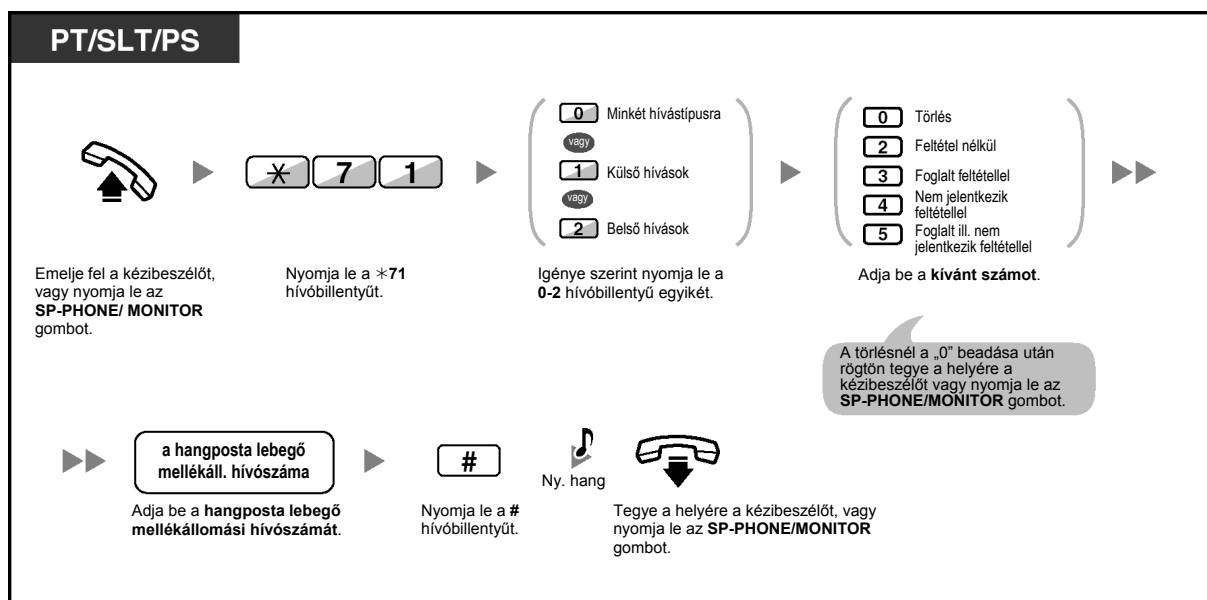 PT/SLT/PS
* 7 1
0 Minkét hívástípusra
vagy
1 Külső hívások
vagy
2 Belső hívások
0 Törlés
2 Feltétel nélkül
3 Foglalt feltétellel
4 Nem jelentkezik
feltétellel
5 Foglalt ill. nem
jelentkezik feltétellel
Emelje fel a kézibeszélőt,
vagy nyomja le az
SP-PHONE/ MONITOR
gombot.
Nyomja le a *71
hívóbillentyűt.
Igénye szerint nyomja le a
0-2 hívóbillentyű egyikét.
Adja be a kívánt számot.
A törlésnél a „0” beadása után
rögtön tegye a helyére a
kézibeszélőt vagy nyomja le az
SP-PHONE/MONITOR gombot.
a hangposta lebegő
mellékáll. hívószáma
#
Ny. hang
Adja be a hangposta lebegő
mellékállomási hívószámát.
Nyomja le a #
hívóbillentyűt.
Tegye a helyére a kézibeszélőt, vagy
nyomja le az SP-PHONE/MONITOR
gombot.